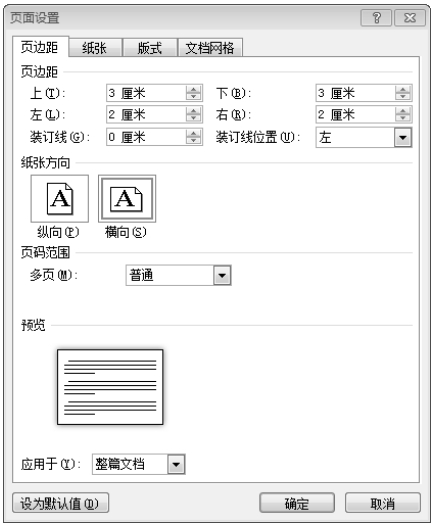 页面设置
页边距 纸张 版式 文档网格
页边距
上(T): 3 厘米 下(B): 3 厘米
左(L): 2 厘米 右(R): 2 厘米
装订线(G): 0 厘米 装订线位置(U): 左
纸张方向
A A
纵向(P) 横向(S)
页码范围
多页(M): 普通
预览
应用于(Y): 整篇文档
设为默认值(D) 确定 取消